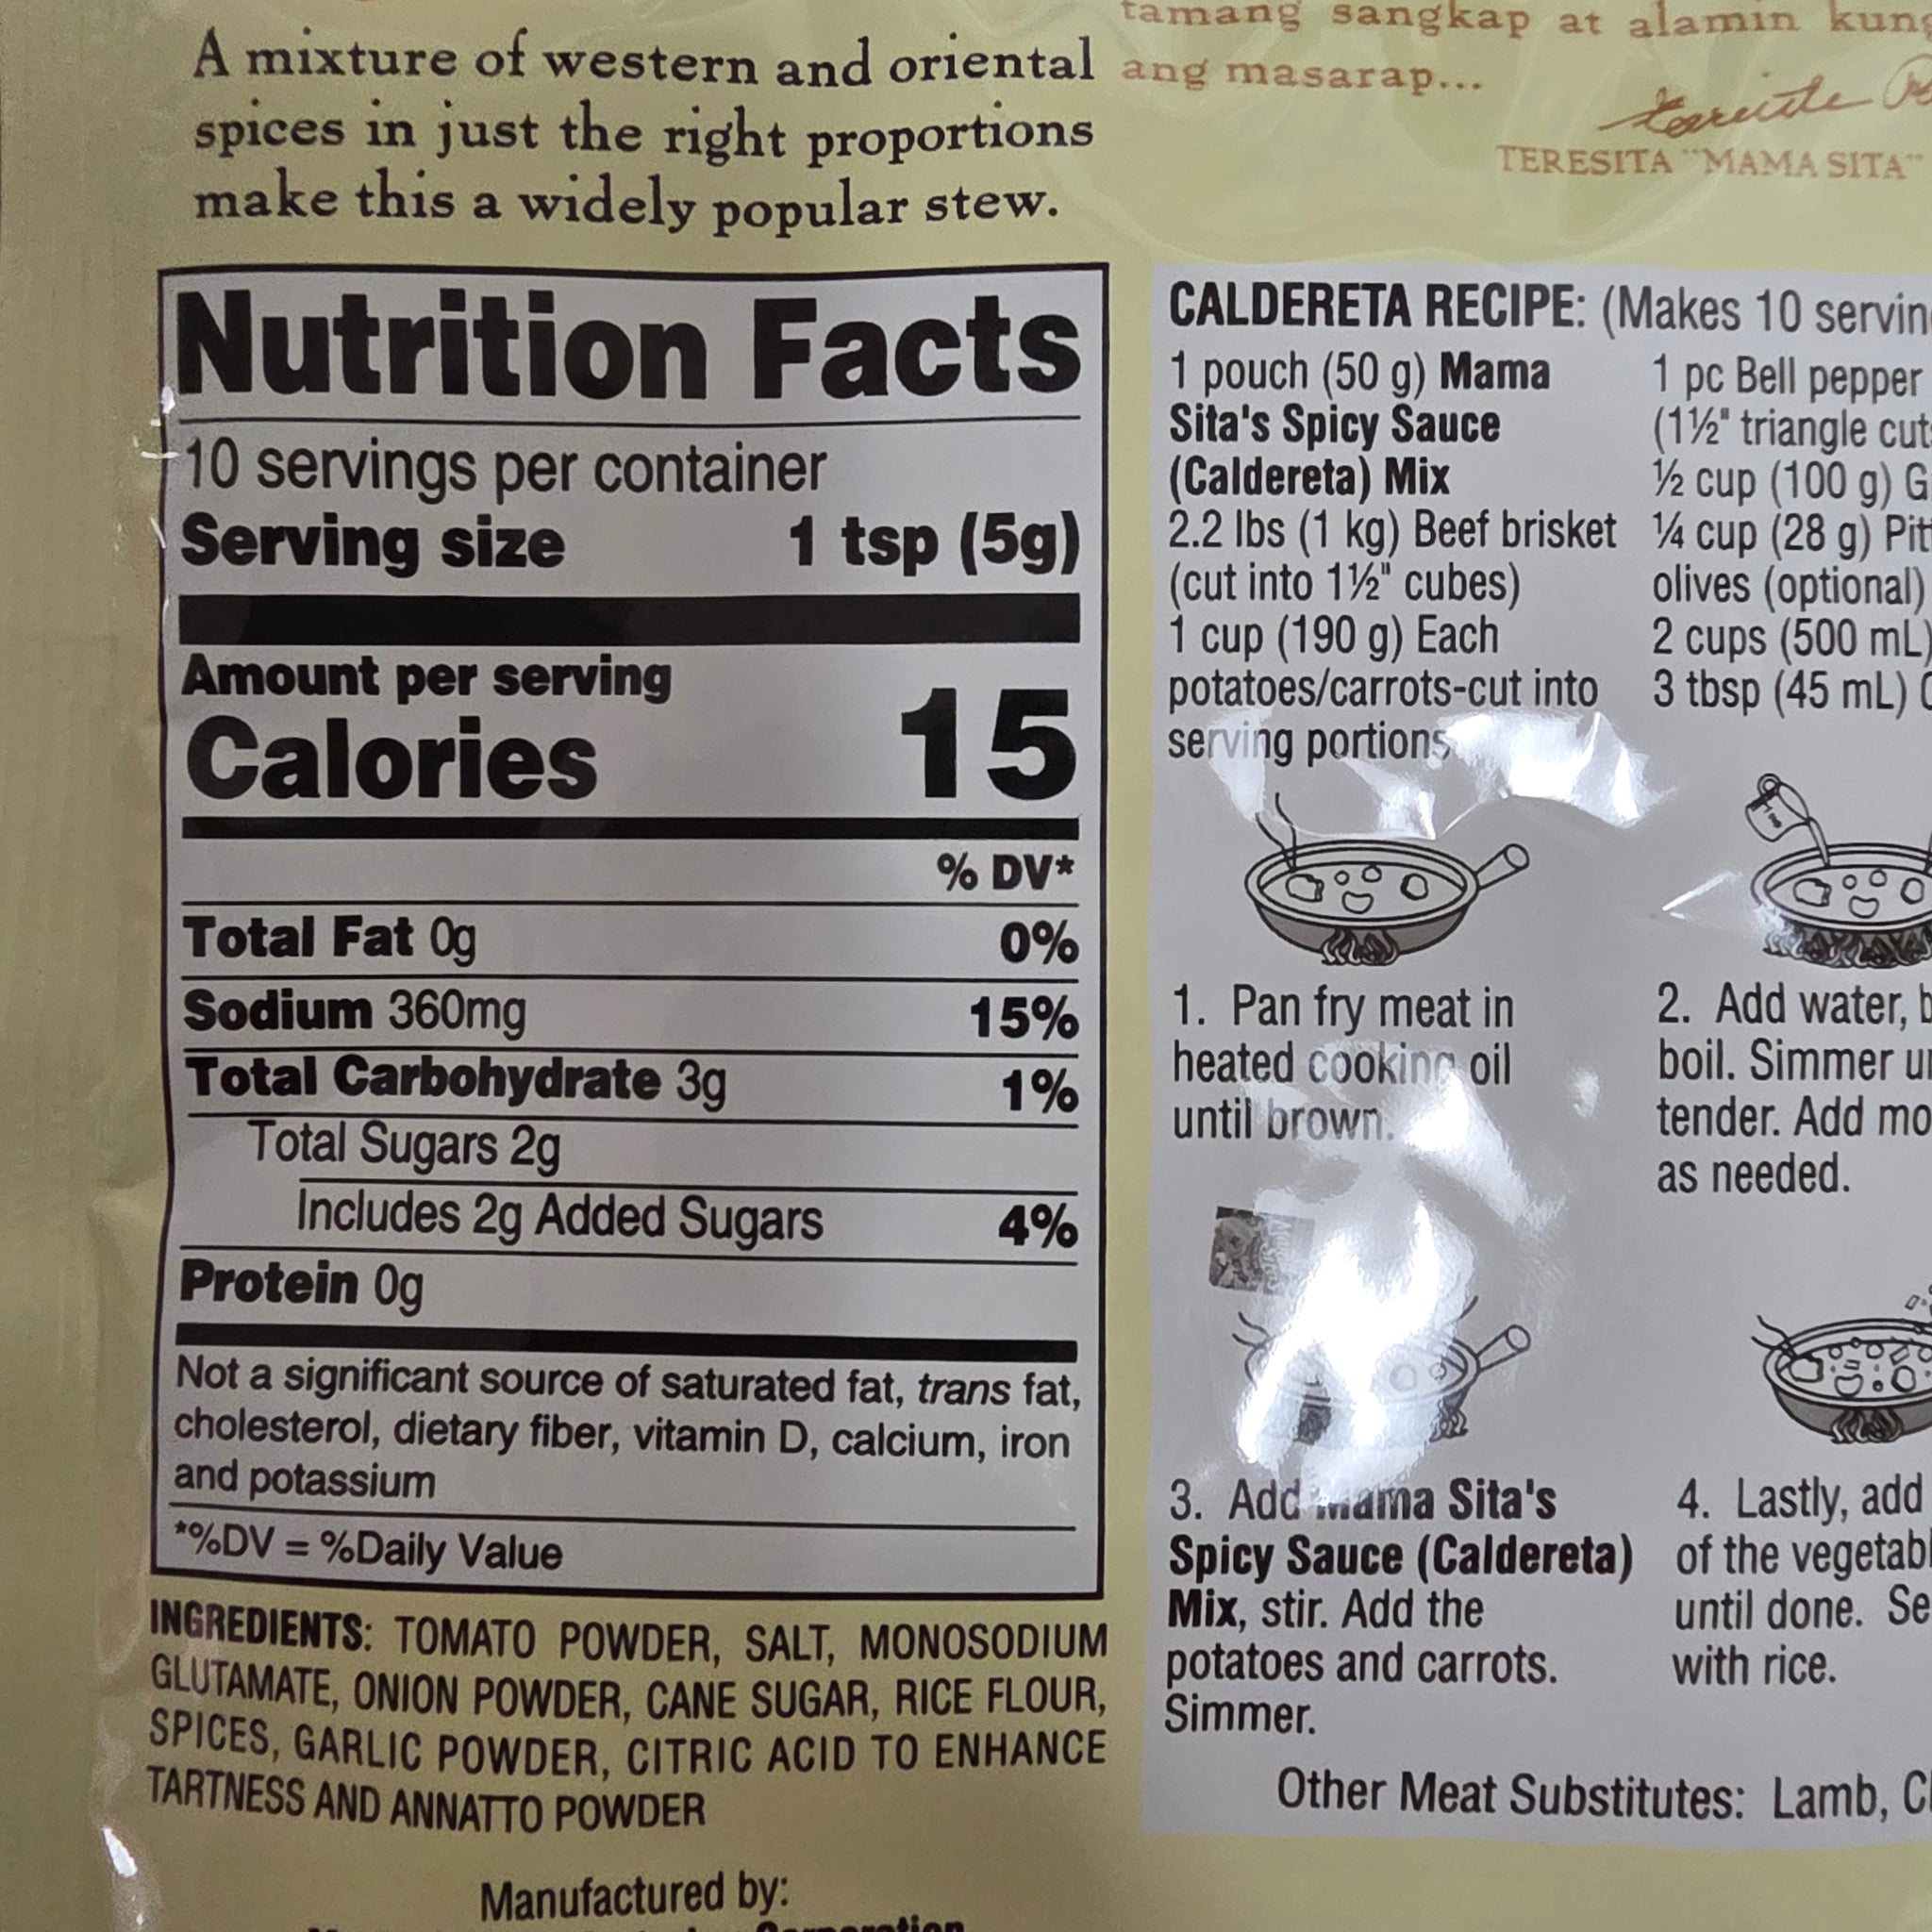 tamang sangkap at alamin kung
ang masarap...
TERESITA "MAMA SITA"
A mixture of western and oriental
spices in just the right proportions
make this a widely popular stew.
Nutrition Facts
10 servings per container
Serving size 1 tsp (5g)
Amount per serving
Calories 15
% DV*
Total Fat 0g 0%
Sodium 360mg 15%
Total Carbohydrate 3g 1%
Total Sugars 2g
Includes 2g Added Sugars 4%
Protein 0g
Not a significant source of saturated fat, trans fat,
cholesterol, dietary fiber, vitamin D, calcium, iron
and potassium
*%DV = %Daily Value
INGREDIENTS: TOMATO POWDER, SALT, MONOSODIUM
GLUTAMATE, ONION POWDER, CANE SUGAR, RICE FLOUR,
SPICES, GARLIC POWDER, CITRIC ACID TO ENHANCE
TARTNESS AND ANNATTO POWDER
Manufactured by:
CALDERETA RECIPE: (Makes 10
1 pouch (50 g) Mama
Sita's Spicy Sauce
(Caldereta) Mix
2.2 lbs (1 kg) Beef brisket
(cut into 1½" cubes)
1 cup (190 g) Each
potatoes/carrots-cut into
serving portions
1 pc Bell pepper
(1½" triangle
½ cup (100 g)
¼ cup (28 g)
olives (optional)
2 cups (500 mL)
3 tbsp (45 mL)
1. Pan fry meat in
heated cooking oil
until brown.
2. Add water,
boil. Simmer
tender. Add
as needed.
3. Add Mama Sita's
Spicy Sauce (Caldereta)
Mix, stir. Add the
potatoes and carrots.
Simmer.
4. Lastly, add
of the
until done.
with rice.
Other Meat Substitutes: Lamb,